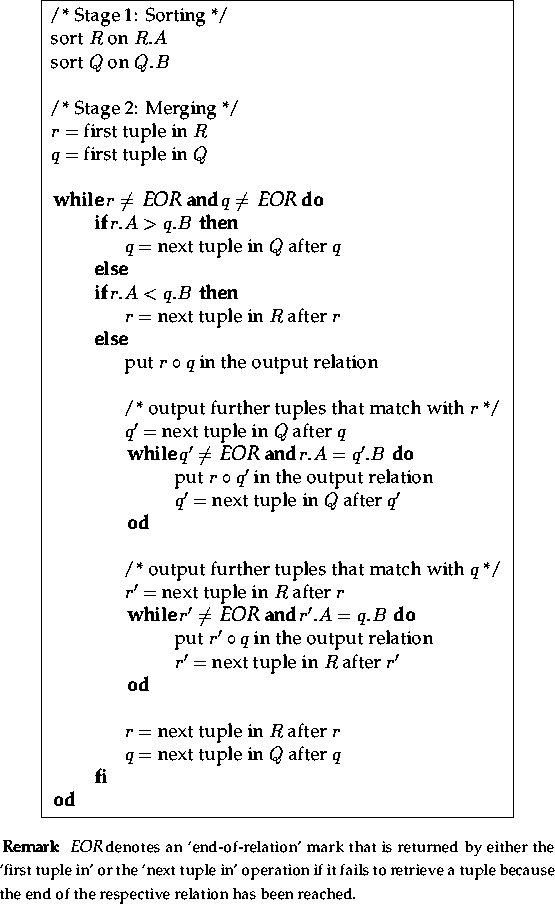 /* Stage 1: Sorting */
sort R on R.A
sort Q on Q.B
/* Stage 2: Merging */
r = first tuple in R
q = first tuple in Q
while r ≠ EOR and q ≠ EOR do
if r.A > q.B then
q = next tuple in Q after q
else
if r.A < q.B then
r = next tuple in R after r
else
put r ∘ q in the output relation
/* output further tuples that match with r */
q′ = next tuple in Q after q
while q′ ≠ EOR and r.A = q′.B do
put r ∘ q′ in the output relation
q′ = next tuple in Q after q′
od
/* output further tuples that match with q */
r′ = next tuple in R after r
while r′ ≠ EOR and r′.A = q.B do
put r′ ∘ q in the output relation
r′ = next tuple in R after r′
od
r = next tuple in R after r
q = next tuple in Q after q
fi
od
Remark EOR denotes an ‘end-of-relation’ mark that is returned by either the
‘first tuple in’ or the ‘next tuple in’ operation if it fails to retrieve a tuple because
the end of the respective relation has been reached.